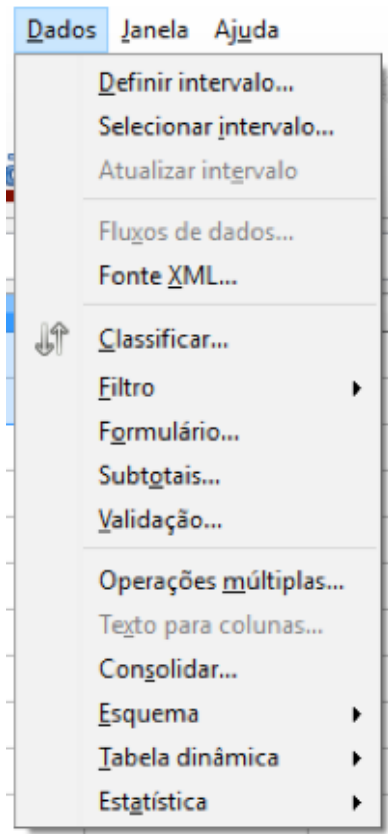 Dados Janela Ajuda
Definir intervalo...
Selecionar intervalo...
Atualizar intervalo
Fluxos de dados...
Fonte XML...
Classificar...
Filtro
Formulário...
Subtotais...
Validação...
Operações múltiplas...
Texto para colunas...
Consolidar...
Esquema
Tabela dinâmica
Estatística